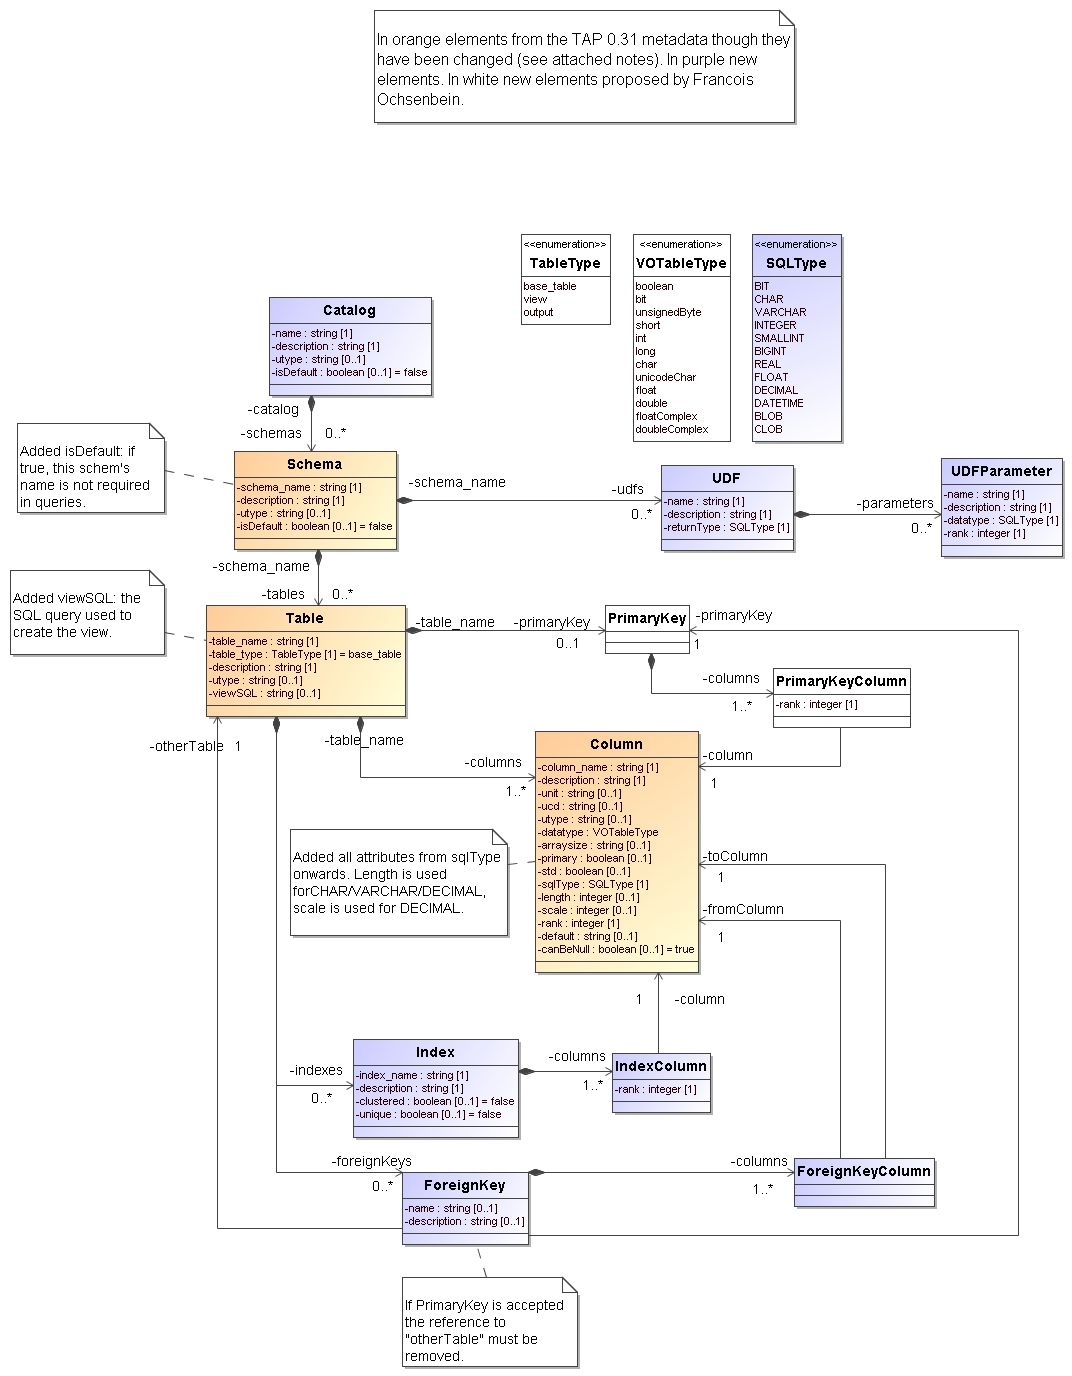 In orange elements from the TAP 0.31 metadata though they
have been changed (see attached notes). In purple new
elements. In white new elements proposed by Francois
Ochsenbein.
<<enumeration>>
TableType
base_table
view
output
<<enumeration>>
VOTableType
boolean
bit
unsignedByte
short
int
long
char
unicodeChar
float
double
floatComplex
doubleComplex
<<enumeration>>
SQLType
BIT
CHAR
VARCHAR
INTEGER
SMALLINT
BIGINT
REAL
FLOAT
DECIMAL
DATETIME
BLOB
CLOB
Catalog
-name : string [1]
-description : string [1]
-utype : string [0..1]
-isDefault : boolean [0..1] = false
-catalog
-schemas 0..*
Added isDefault: if
true, this schem's
name is not required
in queries.
Schema
-schema_name : string [1]
-description : string [1]
-utype : string [0..1]
-isDefault : boolean [0..1] = false
-schema_name
-udfs
0..*
UDF
-name : string [1]
-description : string [1]
-returnType : SQLType [1]
-parameters
0..*
UDFParameter
-name : string [1]
-description : string [1]
-datatype : SQLType [1]
-rank : integer [1]
-schema_name
-tables 0..*
Added viewSQL: the
SQL query used to
create the view.
Table
-table_name : string [1]
-table_type : TableType [1] = base_table
-description : string [1]
-utype : string [0..1]
-viewSQL : string [0..1]
-table_name
-primaryKey
0..1
PrimaryKey
-primaryKey
1
-columns
1..*
PrimaryKeyColumn
-rank : integer [1]
-otherTable 1
-table_name
-columns
1..*
Column
-column_name : string [1]
-description : string [1]
-unit : string [0..1]
-ucd : string [0..1]
-utype : string [0..1]
-datatype : VOTableType
-arraysize : string [0..1]
-primary : boolean [0..1]
-std : boolean [0..1]
-sqlType : SQLType [1]
-length : integer [0..1]
-scale : integer [0..1]
-rank : integer [1]
-default : string [0..1]
-canBeNull : boolean [0..1] = true
-column
1
-toColumn
1
-fromColumn
1
Added all attributes from sqlType
onwards. Length is used
forCHAR/VARCHAR/DECIMAL,
scale is used for DECIMAL.
1 -column
-indexes
0..*
Index
-index_name : string [1]
-description : string [1]
-clustered : boolean [0..1] = false
-unique : boolean [0..1] = false
-columns
1..*
IndexColumn
-rank : integer [1]
-foreignKeys
0..*
ForeignKey
-name : string [0..1]
-description : string [0..1]
-columns
1..*
ForeignKeyColumn
If PrimaryKey is accepted
the reference to
"otherTable" must be
removed.